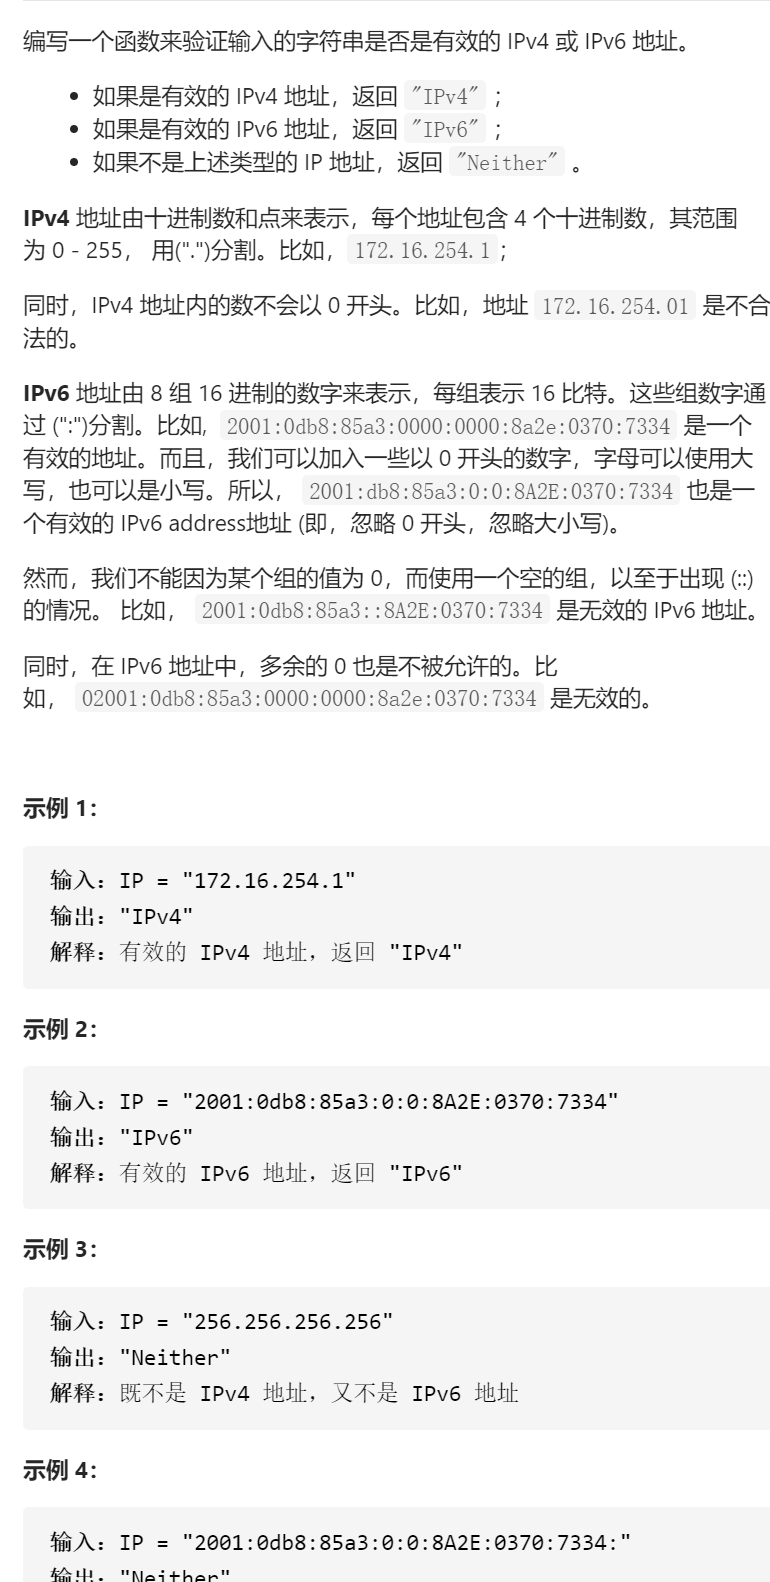 编写一个函数来验证输入的字符串是否是有效的 IPv4 或 IPv6 地址。
• 如果是有效的 IPv4 地址，返回 "IPv4" ；
• 如果是有效的 IPv6 地址，返回 "IPv6" ；
• 如果不是上述类型的 IP 地址，返回 "Neither" 。
IPv4 地址由十进制数和点来表示，每个地址包含 4 个十进制数，其范围
为 0 - 255， 用(".")分割。比如， 172.16.254.1；
同时，IPv4 地址内的数不会以 0 开头。比如，地址 172.16.254.01 是不合
法的。
IPv6 地址由 8 组 16 进制的数字来表示，每组表示 16 比特。这些组数字通
过 (":")分割。比如, 2001:0db8:85a3:0000:0000:8a2e:0370:7334 是一个
有效的地址。而且，我们可以加入一些以 0 开头的数字，字母可以使用大
写，也可以是小写。所以， 2001:db8:85a3:0:0:8A2E:0370:7334 也是一
个有效的 IPv6 address地址 (即，忽略 0 开头，忽略大小写)。
然而，我们不能因为某个组的值为 0，而使用一个空的组，以至于出现 (::)
的情况。 比如， 2001:0db8:85a3::8A2E:0370:7334 是无效的 IPv6 地址。
同时，在 IPv6 地址中，多余的 0 也是不被允许的。比
如， 02001:0db8:85a3:0000:0000:8a2e:0370:7334 是无效的。
示例 1：
输入：IP = "172.16.254.1"
输出："IPv4"
解释：有效的 IPv4 地址，返回 "IPv4"
示例 2：
输入：IP = "2001:0db8:85a3:0:0:8A2E:0370:7334"
输出："IPv6"
解释：有效的 IPv6 地址，返回 "IPv6"
示例 3：
输入：IP = "256.256.256.256"
输出："Neither"
解释：既不是 IPv4 地址，又不是 IPv6 地址
示例 4：
输入：IP = "2001:0db8:85a3:0:0:8A2E:0370:7334:"
输出："Neither"